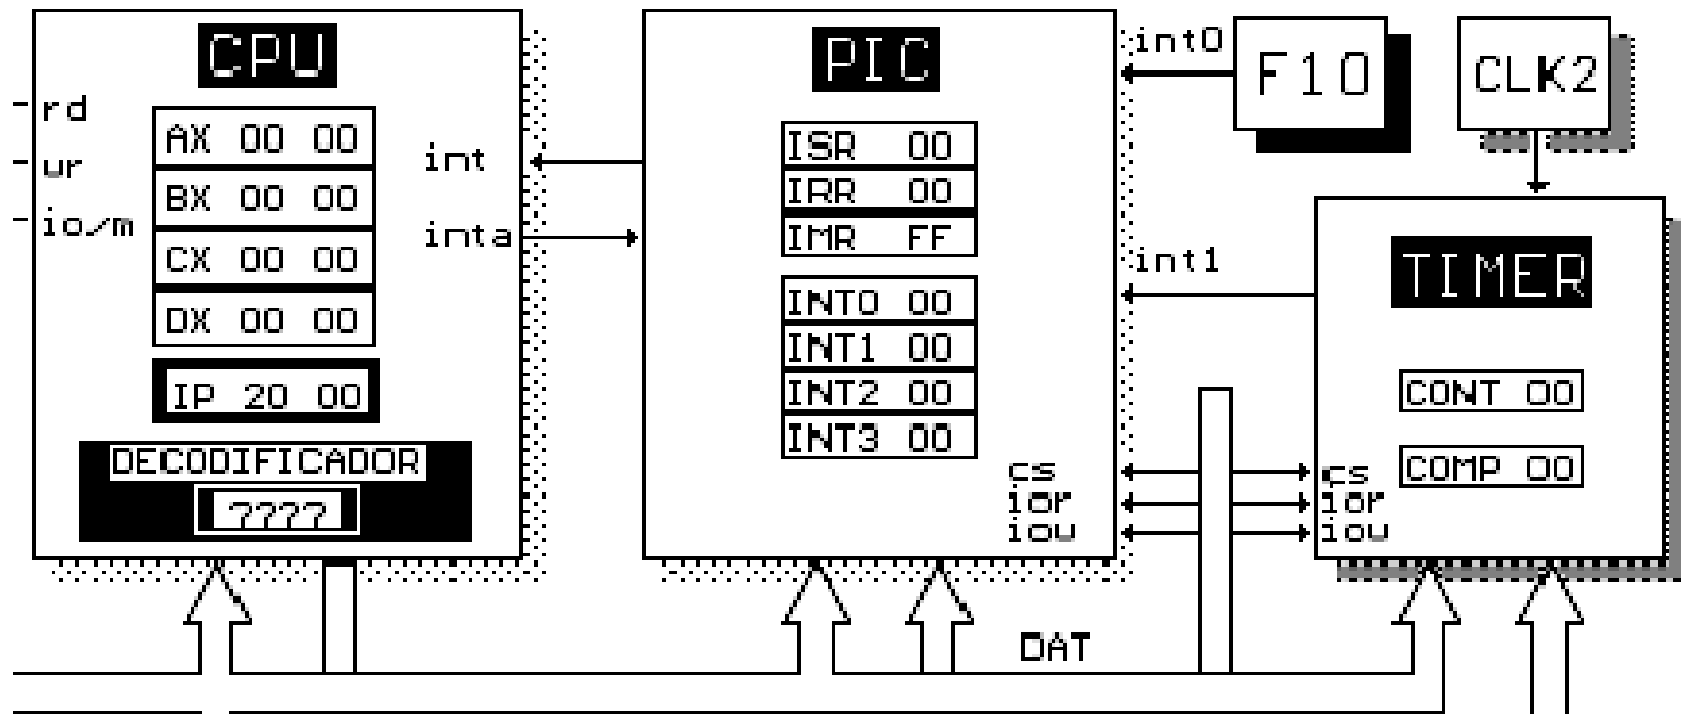 CPU
rd
wr
io/m
AX 00 00
BX 00 00
CX 00 00
DX 00 00
IP 20 00
DECODIFICADOR
????
int
inta
PIC
ISR 00
IRR 00
IMR FF
INT0 00
INT1 00
INT2 00
INT3 00
cs
ior
iow
int0
F10
CLK2
int1
TIMER
CONT 00
COMP 00
cs
ior
iow
DAT